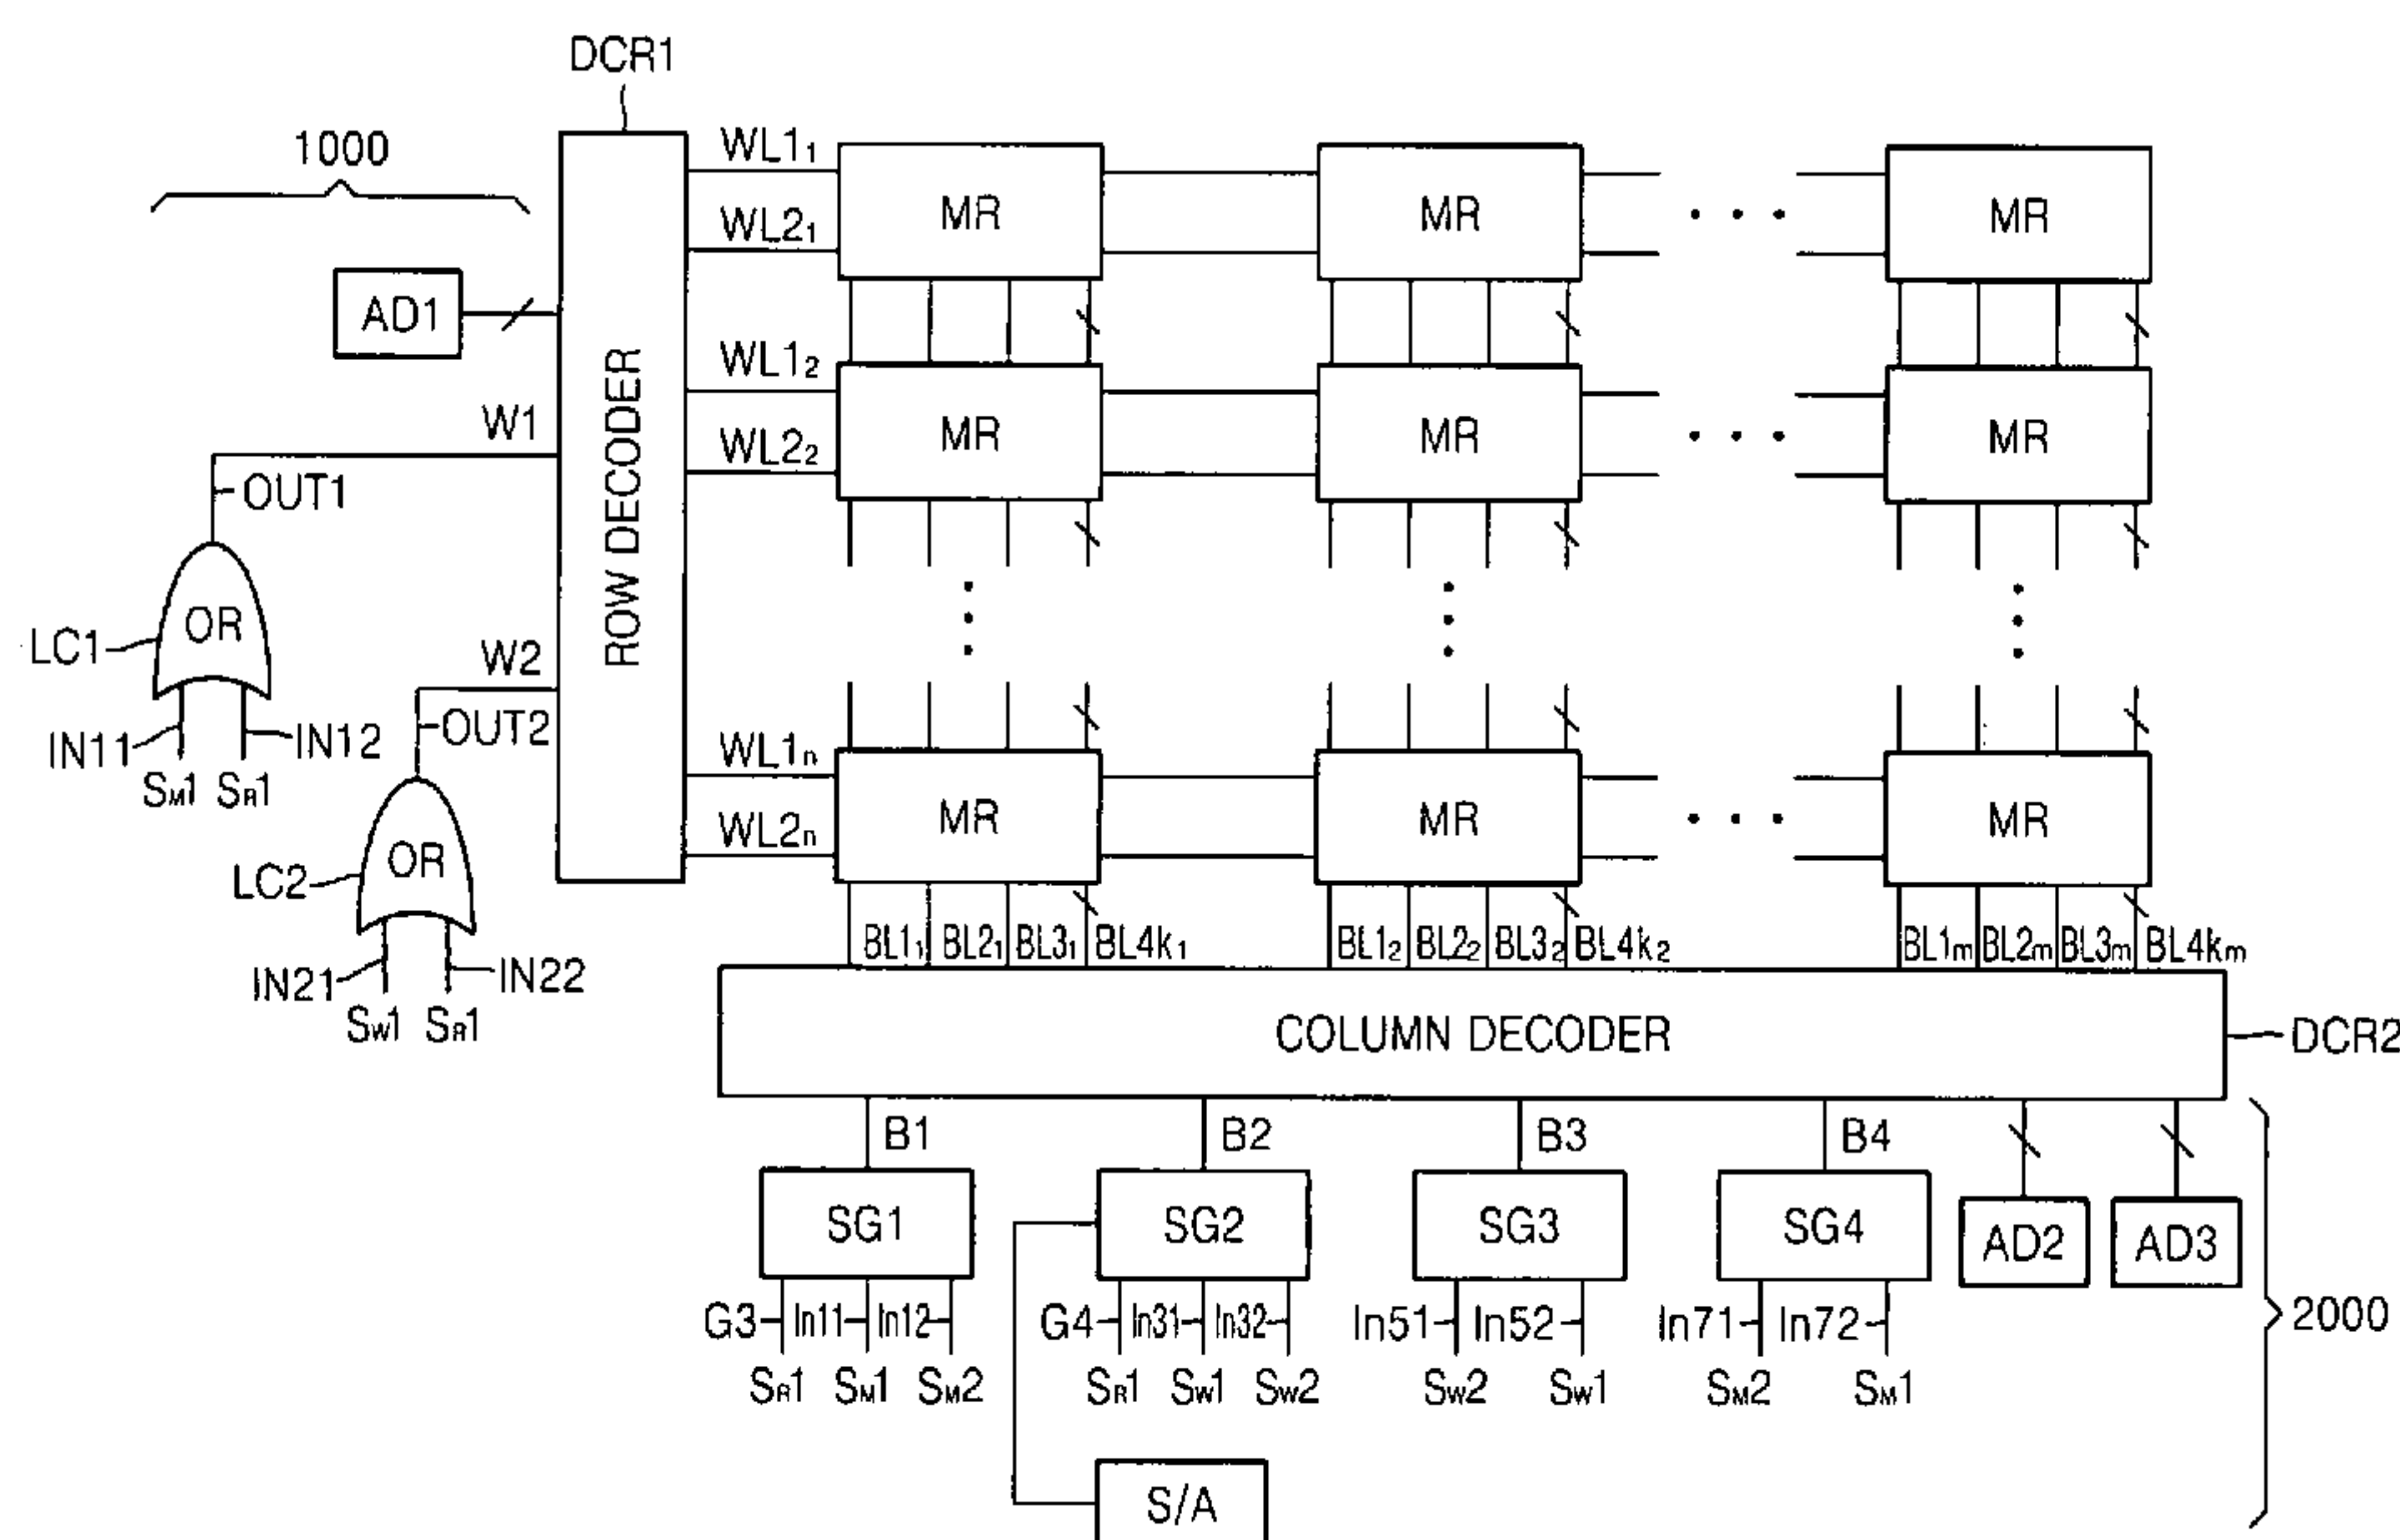 DCR1
1000
WL1₁
MR MR MR
WL2₁
AD1
WL1₂
W1
MR MR MR
WL2₂
OUT1
ROW DECODER
LC1 OR
W2
OUT2
IN11 IN12
SM1 SR1
WL1n
MR MR MR
WL2n
LC2 OR
IN21 IN22
SW1 SR1
BL1₁ BL2₁ BL3₁ BL4k₁ BL1₂ BL2₂ BL3₂ BL4k₂ BL1m BL2m BL3m BL4km
COLUMN DECODER DCR2
B1 B2 B3 B4
SG1 SG2 SG3 SG4 AD2 AD3
G3 In11 In12 G4 In31 In32 In51 In52 In71 In72 2000
SR1 SM1 SM2 SR1 SW1 SW2 SW2 SW1 SM2 SM1
S/A